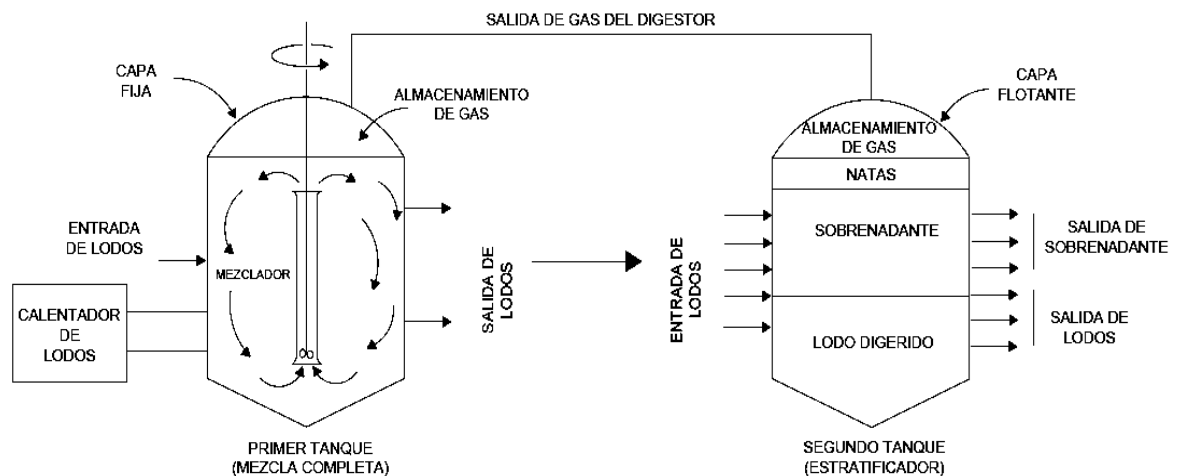 SALIDA DE GAS DEL DIGESTOR
CAPA
FIJA
ALMACENAMIENTO
DE GAS
ENTRADA
DE LODOS
MEZCLADOR
CALENTADOR
DE
LODOS
SALIDA DE
LODOS
PRIMER TANQUE
(MEZCLA COMPLETA)
CAPA
FLOTANTE
ALMACENAMIENTO
DE GAS
NATAS
SOBRENADANTE
ENTRADA DE
LODOS
LODO DIGERIDO
SALIDA DE
SOBRENADANTE
SALIDA DE
LODOS
SEGUNDO TANQUE
(ESTRATIFICADOR)